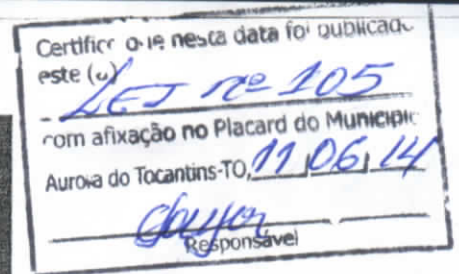 Certifico que nesta data foi publicado
este (a)
LEI nº 105
com afixação no Placard do Município
Aurora do Tocantins-TO, 11/06/14
Responsável